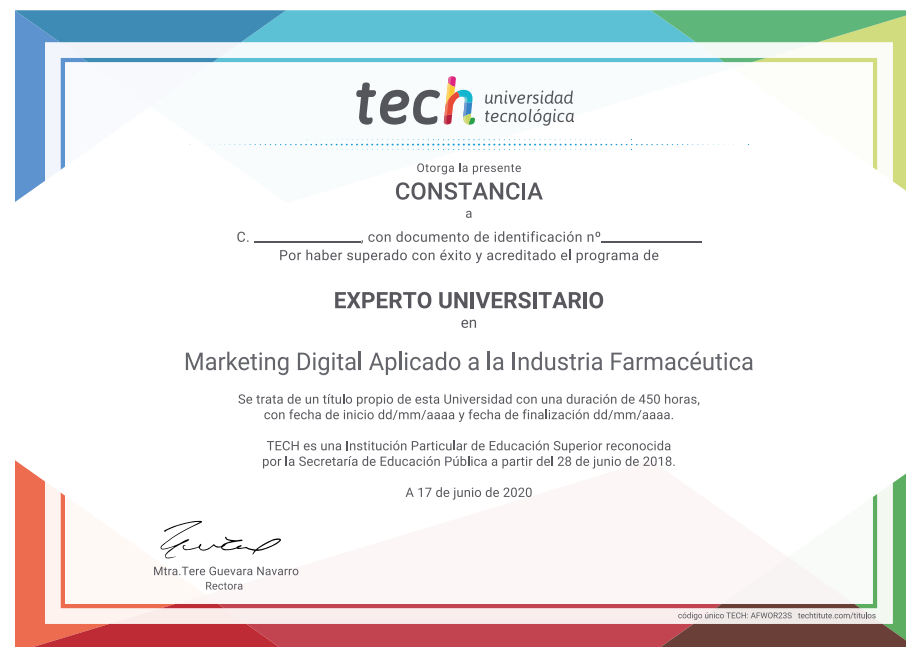 tech universidad
tecnológica
Otorga la presente
CONSTANCIA
a
C. ____________, con documento de identificación nº____________
Por haber superado con éxito y acreditado el programa de
EXPERTO UNIVERSITARIO
en
Marketing Digital Aplicado a la Industria Farmacéutica
Se trata de un título propio de esta Universidad con una duración de 450 horas,
con fecha de inicio dd/mm/aaaa y fecha de finalización dd/mm/aaaa.
TECH es una Institución Particular de Educación Superior reconocida
por la Secretaría de Educación Pública a partir del 28 de junio de 2018.
A 17 de junio de 2020
Mtra.Tere Guevara Navarro
Rectora
código único TECH: AFWOR23S techtitute.com/titulos